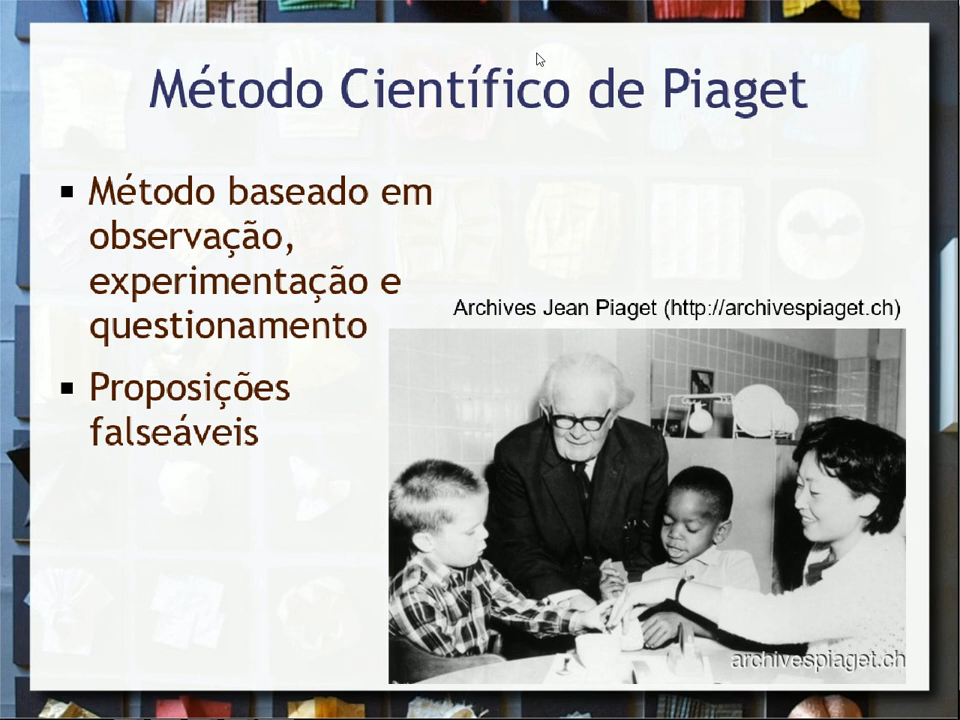 Método Científico de Piaget
Método baseado em
observação,
experimentação e
questionamento
Archives Jean Piaget (http://archivespiaget.ch)
Proposições
falseáveis
archivespiaget.ch